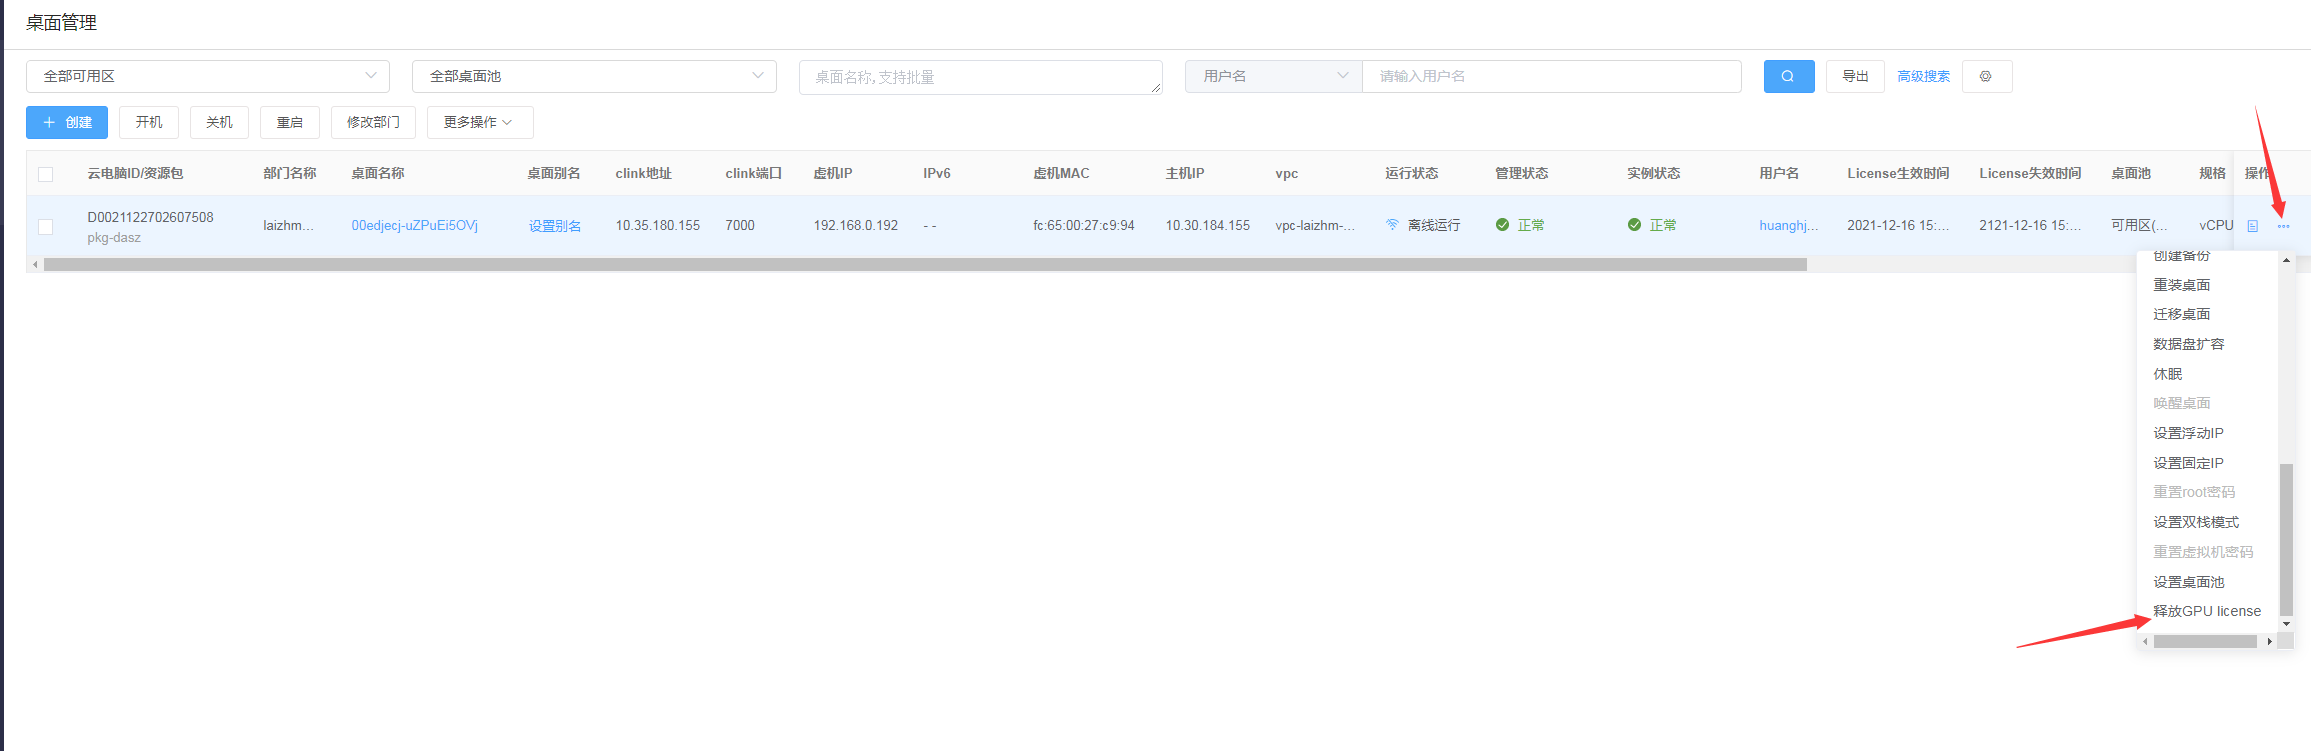 桌面管理
全部可用区 全部桌面池 桌面名称,支持批量 用户名 请输入用户名 导出 高级搜索
创建 开机 关机 重启 修改部门 更多操作
云电脑ID/资源包 部门名称 桌面名称 桌面别名 clink地址 clink端口 虚机IP IPv6 虚机MAC 主机IP vpc 运行状态 管理状态 实例状态 用户名 License生效时间 License失效时间 桌面池 规格 操作
D0021122702607508 laizhm... 00edjecj-uZPuEi5OVj 设置别名 10.35.180.155 7000 192.168.0.192 - - fc:65:00:27:c9:94 10.30.184.155 vpc-laizhm-... 离线运行 正常 正常 huanghj... 2021-12-16 15:... 2121-12-16 15:... 可用区(... vCPU
pkg-dasz
创建备份
重装桌面
迁移桌面
数据盘扩容
休眠
唤醒桌面
设置浮动IP
设置固定IP
重置root密码
设置双栈模式
重置虚拟机密码
设置桌面池
释放GPU license